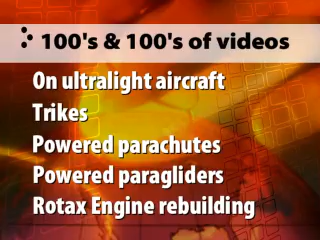 100's & 100's of videos
On ultralight aircraft
Trikes
Powered parachutes
Powered paragliders
Rotax Engine rebuilding